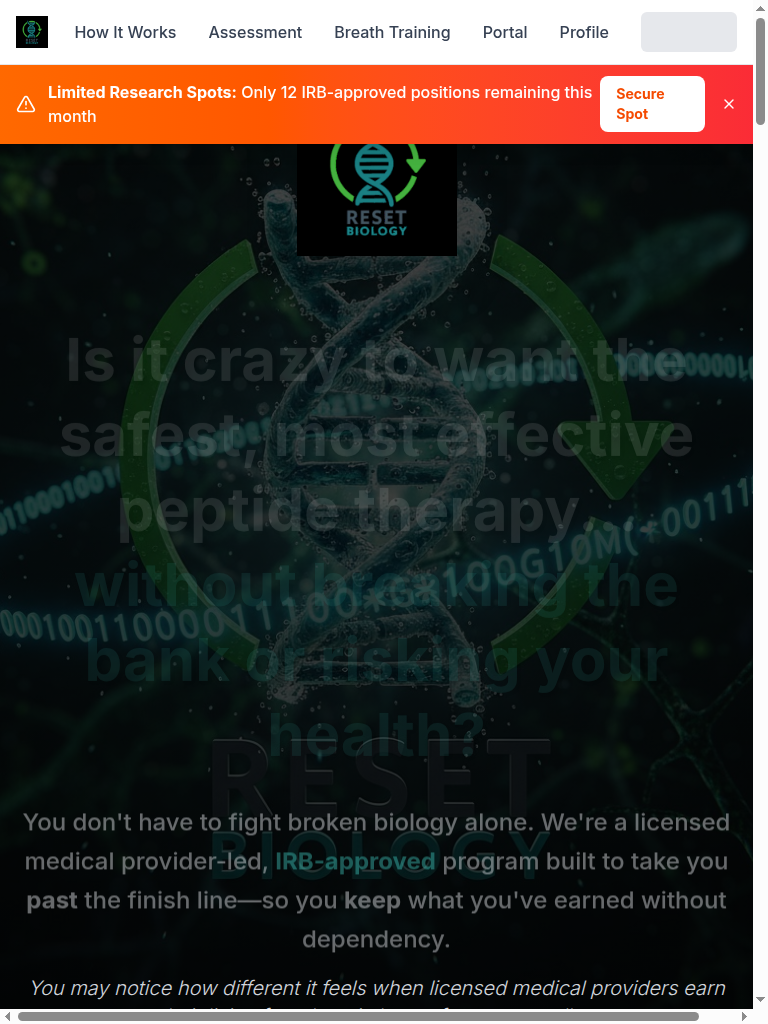 How It Works
Assessment
Breath Training
Portal
Profile
Limited Research Spots: Only 12 IRB-approved positions remaining this
month
Secure
Spot
RESET
BIOLOGY
Is it crazy to want the
safest, most effective
peptide therapy
without breaking the
bank or risking your
health?
RESET
BIOLOGY
You don't have to fight broken biology alone. We're a licensed
medical provider-led, IRB-approved program built to take you
past the finish line—so you keep what you've earned without
dependency.
You may notice how different it feels when licensed medical providers earn